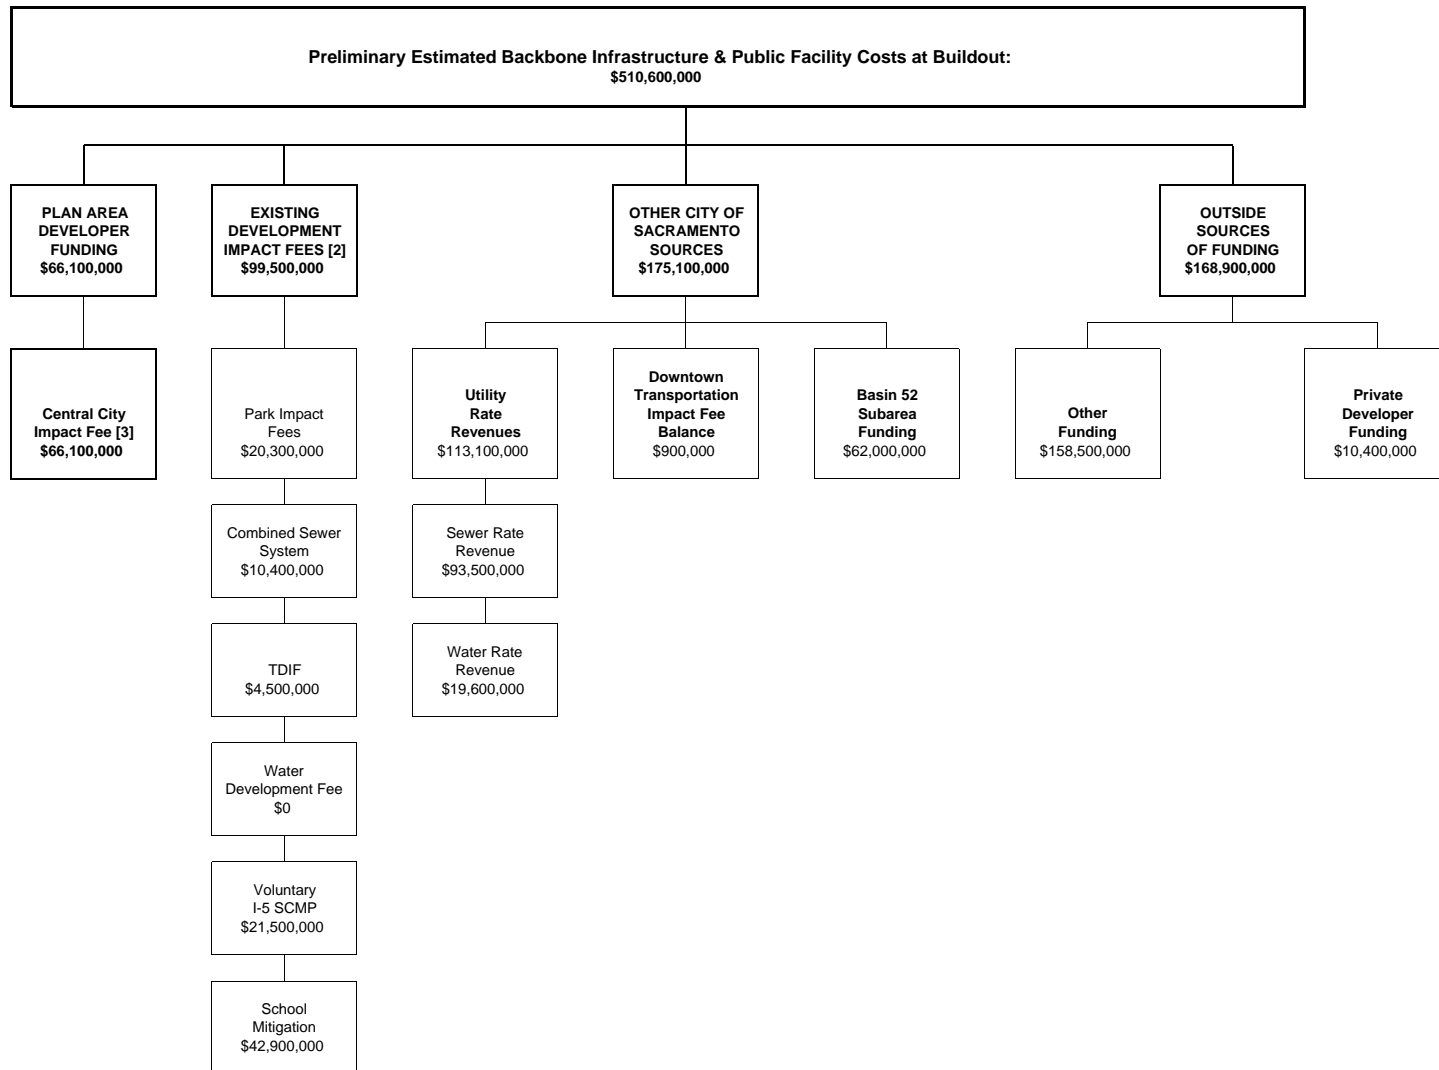 Preliminary Estimated Backbone Infrastructure & Public Facility Costs at Buildout:
$510,600,000
PLAN AREA
DEVELOPER
FUNDING
$66,100,000
EXISTING
DEVELOPMENT
IMPACT FEES [2]
$99,500,000
OTHER CITY OF
SACRAMENTO
SOURCES
$175,100,000
OUTSIDE
SOURCES
OF FUNDING
$168,900,000
Central City
Impact Fee [3]
$66,100,000
Park Impact
Fees
$20,300,000
Utility
Rate
Revenues
$113,100,000
Downtown
Transportation
Impact Fee
Balance
$900,000
Basin 52
Subarea
Funding
$62,000,000
Other
Funding
$158,500,000
Private
Developer
Funding
$10,400,000
Combined Sewer
System
$10,400,000
Sewer Rate
Revenue
$93,500,000
TDIF
$4,500,000
Water Rate
Revenue
$19,600,000
Water
Development Fee
$0
Voluntary
I-5 SCMP
$21,500,000
School
Mitigation
$42,900,000